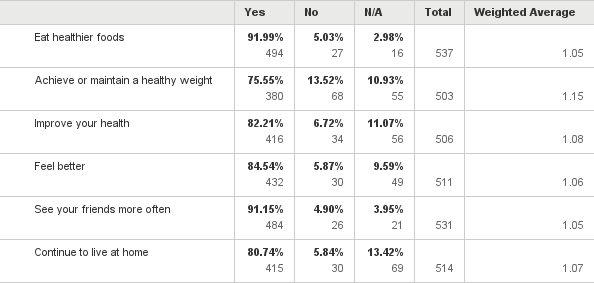 Yes No N/A Total Weighted Average
Eat healthier foods 91.99% 5.03% 2.98%
494 27 16 537 1.05
Achieve or maintain a healthy weight 75.55% 13.52% 10.93%
380 68 55 503 1.15
Improve your health 82.21% 6.72% 11.07%
416 34 56 506 1.08
Feel better 84.54% 5.87% 9.59%
432 30 49 511 1.06
See your friends more often 91.15% 4.90% 3.95%
484 26 21 531 1.05
Continue to live at home 80.74% 5.84% 13.42%
415 30 69 514 1.07